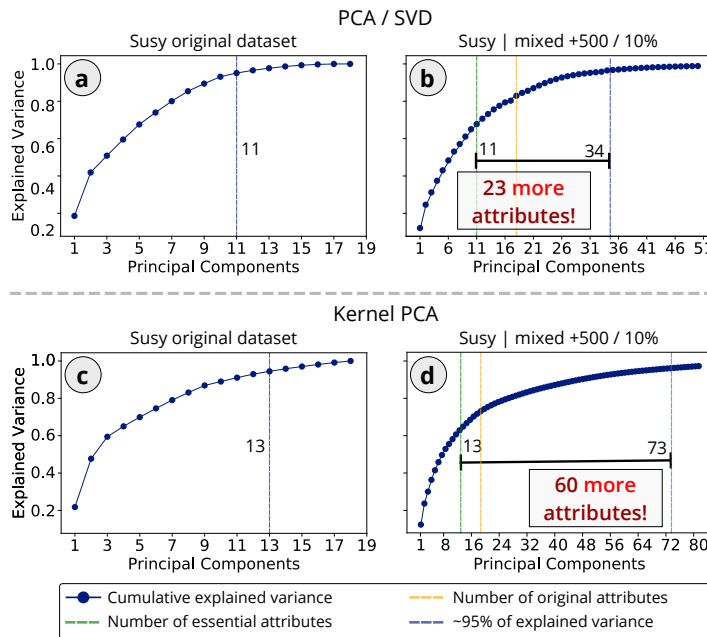 PCA / SVD
Susy original dataset
a
Explained Variance
1.0
0.8
0.6
0.4
0.2
11
1 3 5 7 9 11 13 15 17 19
Principal Components
Susy | mixed +500 / 10%
b
11
34
23 more
attributes!
1 6 11 16 21 26 31 36 41 46 51
Principal Components
Kernel PCA
Susy original dataset
c
Explained Variance
1.0
0.8
0.6
0.4
0.2
13
1 3 5 7 9 11 13 15 17 19
Principal Components
Susy | mixed +500 / 10%
d
13
73
60 more
attributes!
1 8 16 24 32 40 48 56 64 72 80
Principal Components
Cumulative explained variance
Number of original attributes
Number of essential attributes
~95% of explained variance